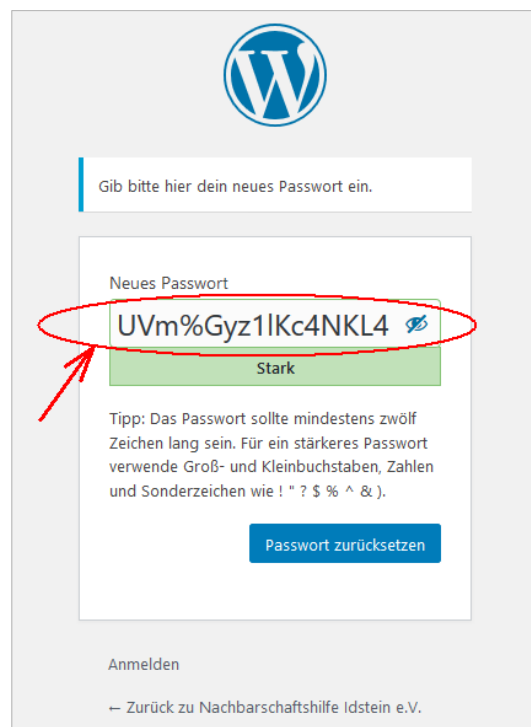 Gib bitte hier dein neues Passwort ein.
Neues Passwort
UVm%Gyz1lKc4NKL4
Stark
Tipp: Das Passwort sollte mindestens zwölf
Zeichen lang sein. Für ein stärkeres Passwort
verwende Groß- und Kleinbuchstaben, Zahlen
und Sonderzeichen wie ! " ? $ % ^ & ).
Passwort zurücksetzen
Anmelden
← Zurück zu Nachbarschaftshilfe Idstein e.V.